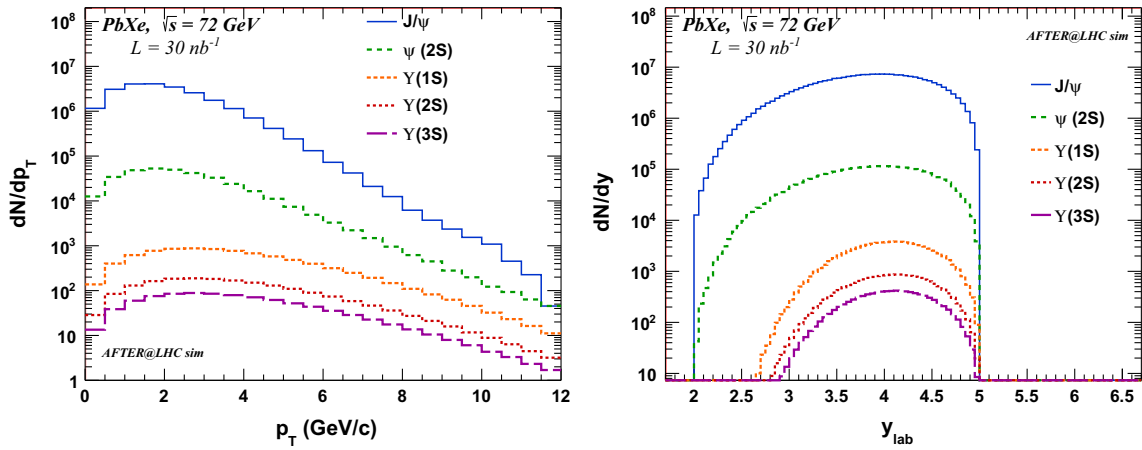 PbXe, √s = 72 GeV
L = 30 nb⁻¹
J/ψ
ψ (2S)
Υ(1S)
Υ(2S)
Υ(3S)
AFTER@LHC sim
dN/dp_T
10⁸
10⁷
10⁶
10⁵
10⁴
10³
10²
10
1
0 2 4 6 8 10 12
p_T (GeV/c)
PbXe, √s = 72 GeV
L = 30 nb⁻¹
AFTER@LHC sim
J/ψ
ψ (2S)
Υ(1S)
Υ(2S)
Υ(3S)
dN/dy
10⁸
10⁷
10⁶
10⁵
10⁴
10³
10²
10
2 2.5 3 3.5 4 4.5 5 5.5 6 6.5
y_lab